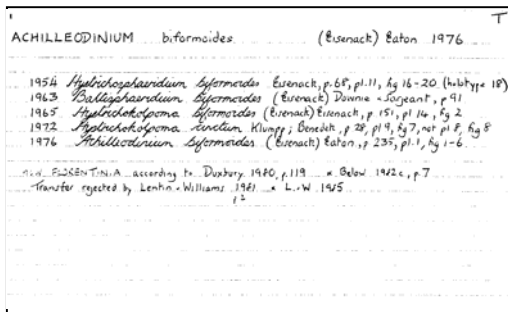 T
ACHILLEODINIUM biformoides (Eisenack) Eaton 1976
1954 Hystrichosphaeridium biformoides Eisenack, p.68, pl.11, fig 16-20 (holotype 18)
1963 Baltisphaeridium biformoides (Eisenack) Downie + Sarjeant, p 91
1965 Hystrichokolpoma biformoides (Eisenack) Eisenack, p 151, pl 14, fig 2
1972 Hystrichokolpoma cinctum Klumpp; Benedek, p 28, pl 9, fig 7, not pl 8, fig 8
1976 Achilleodinium biformoides (Eisenack) Eaton, p 235, pl.1, fig 1-6
FLORENTINIA according to Duxbury 1980, p.119 Below 1982c, p.7
Transfer rejected by Lentin + Williams 1981 L.+W 1985